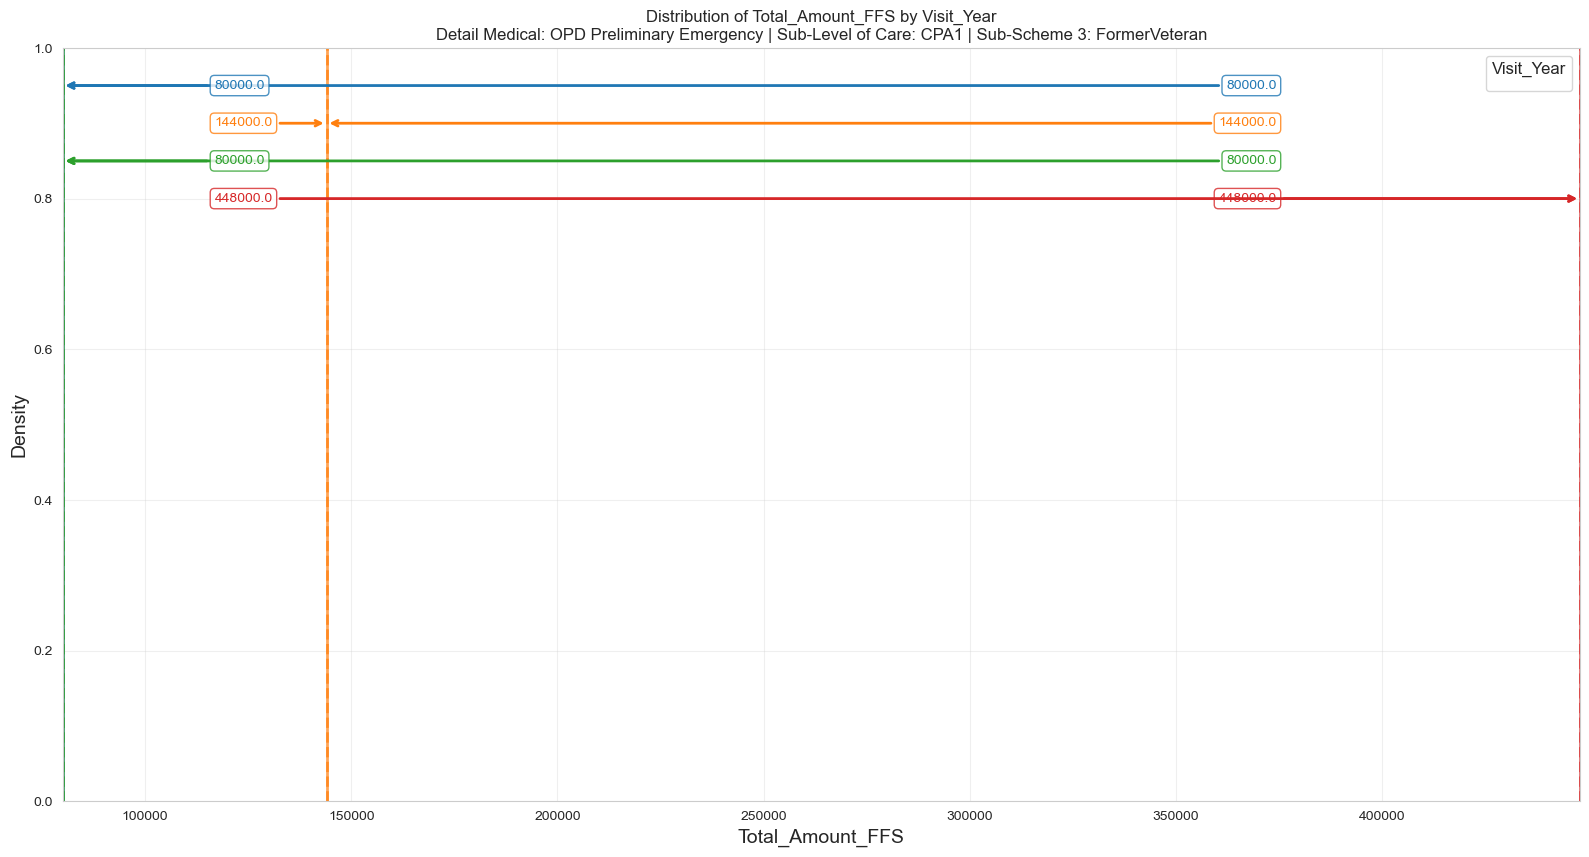 Distribution of Total_Amount_FFS by Visit_Year
Detail Medical: OPD Preliminary Emergency | Sub-Level of Care: CPA1 | Sub-Scheme 3: FormerVeteran
Visit_Year
80000.0 80000.0
144000.0 144000.0
80000.0 80000.0
448000.0 448000.0
1.0
0.8
0.6
0.4
0.2
0.0
Density
100000 150000 200000 250000 300000 350000 400000
Total_Amount_FFS